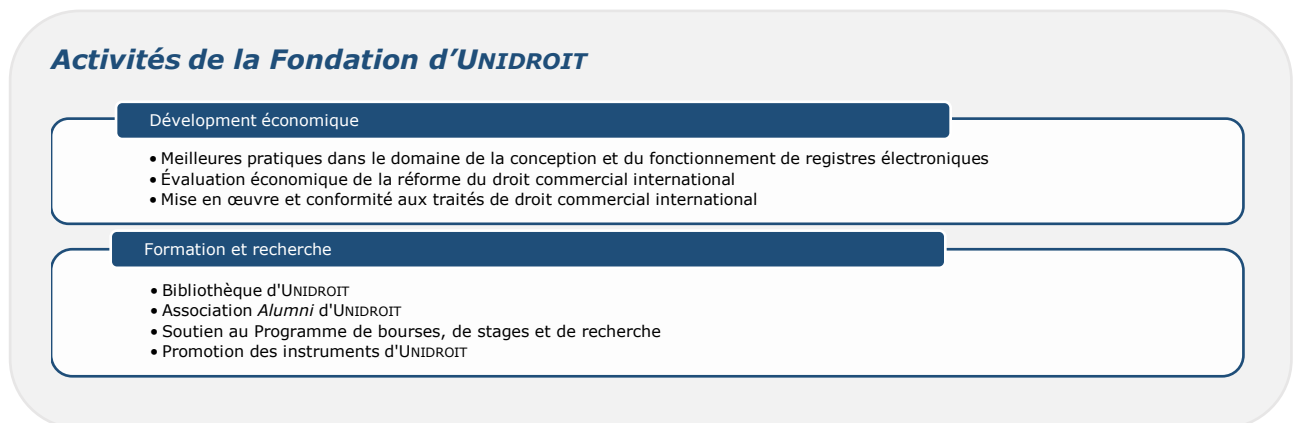 Activités de la Fondation d’UNIDROIT
Dévelopment économique
• Meilleures pratiques dans le domaine de la conception et du fonctionnement de registres électroniques
• Évaluation économique de la réforme du droit commercial international
• Mise en œuvre et conformité aux traités de droit commercial international
Formation et recherche
• Bibliothèque d'UNIDROIT
• Association Alumni d'UNIDROIT
• Soutien au Programme de bourses, de stages et de recherche
• Promotion des instruments d'UNIDROIT